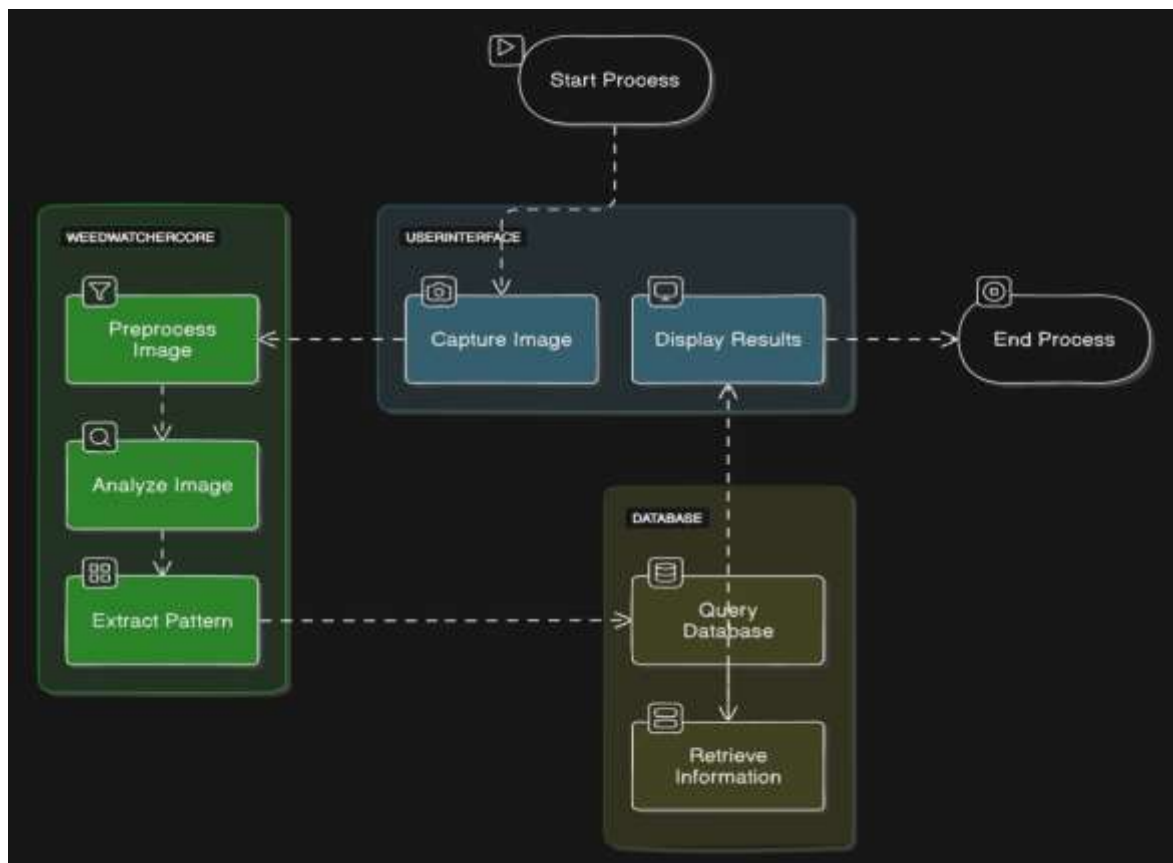 Start Process
WEEDWATCHERCORE
USERINTERFACE
Preprocess
Image
Capture Image
Display Results
End Process
Analyze Image
DATABASE
Extract Pattern
Query
Database
Retrieve
Information